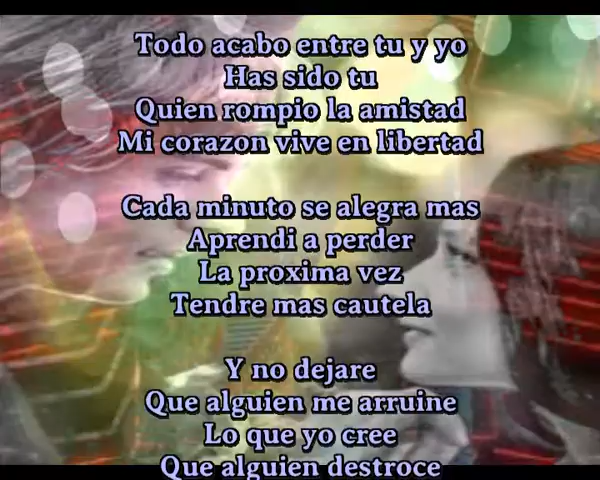 Todo acabo entre tu y yo
Has sido tu
Quien rompio la amistad
Mi corazon vive en libertad
Cada minuto se alegra mas
Aprendi a perder
La proxima vez
Tendre mas cautela
Y no dejare
Que alguien me arruine
Lo que yo cree
Que alguien destroce